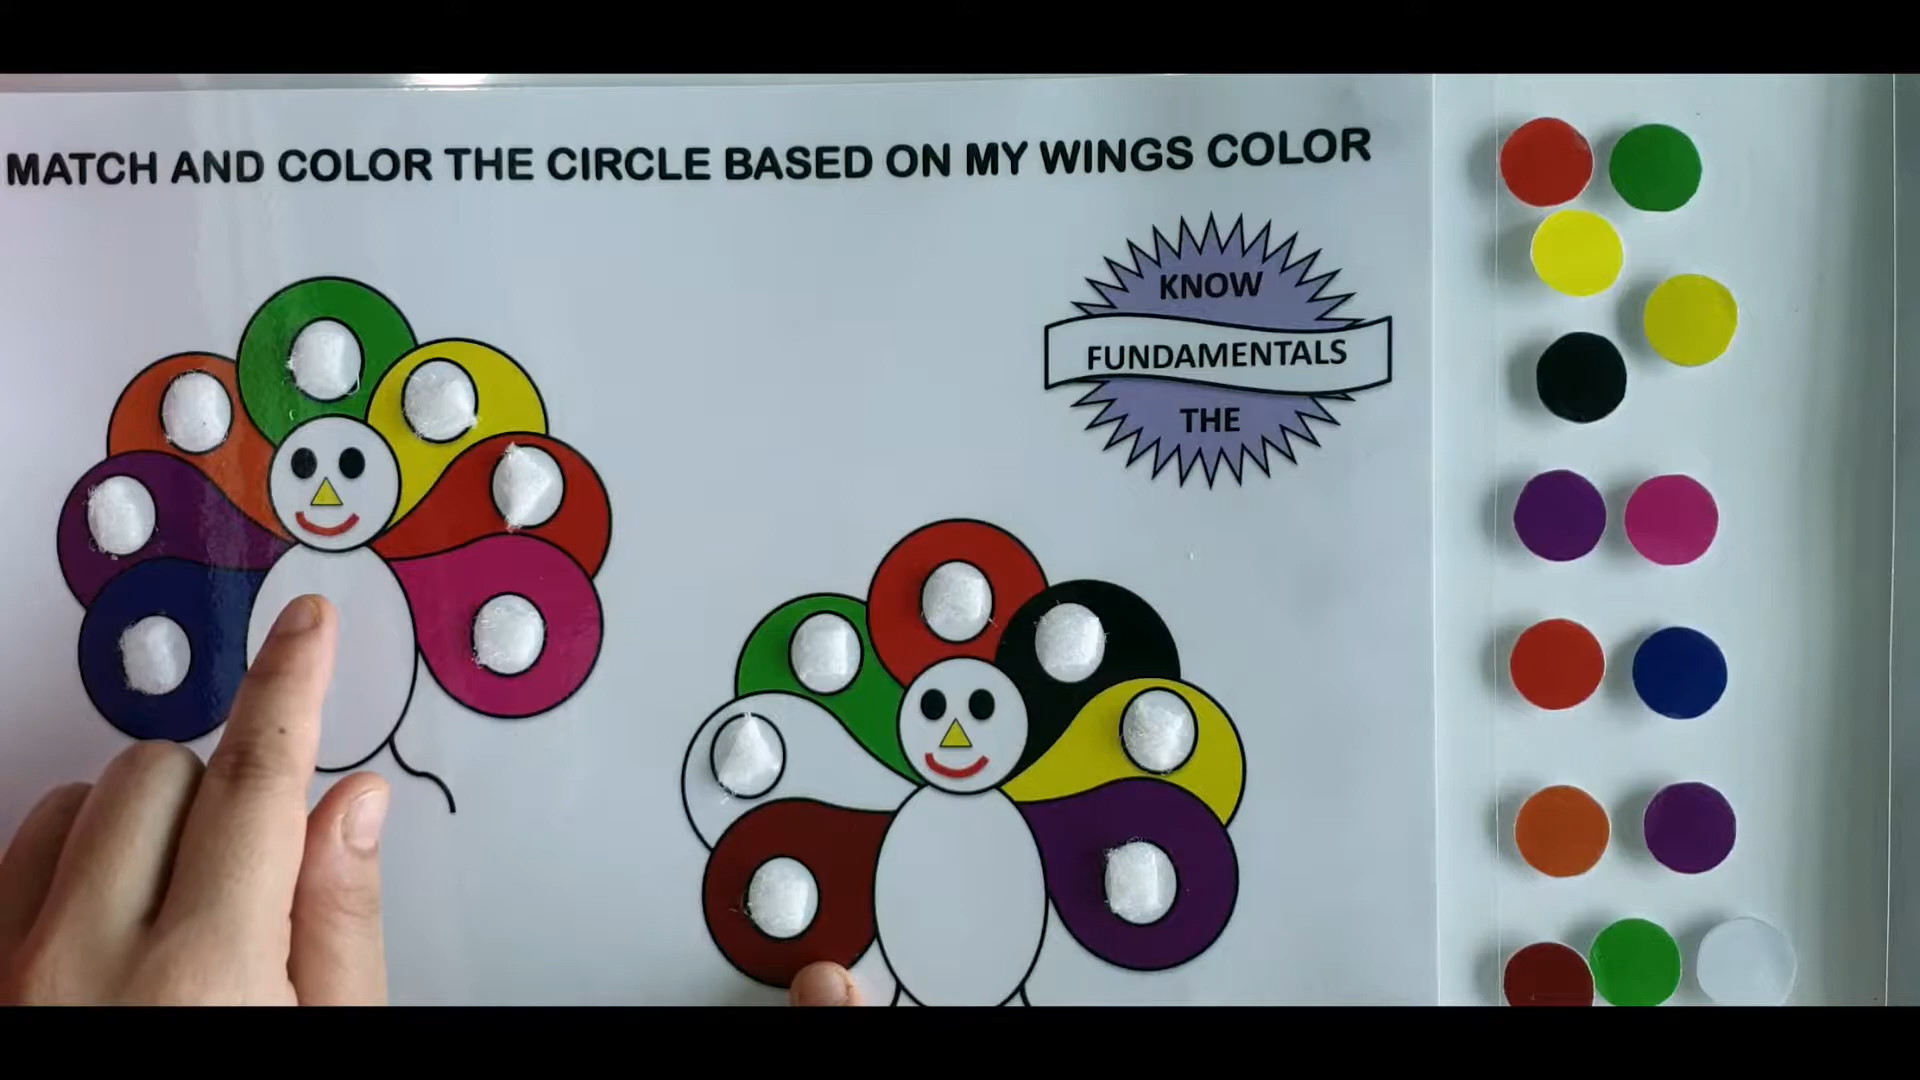 MATCH AND COLOR THE CIRCLE BASED ON MY WINGS COLOR
KNOW
FUNDAMENTALS
THE